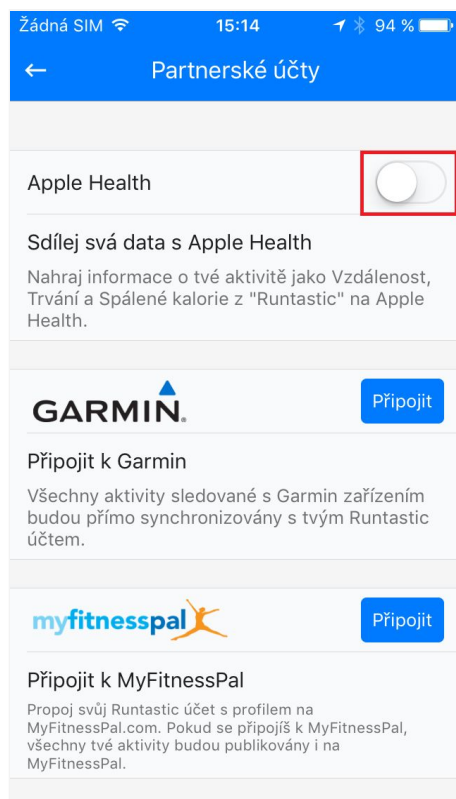 Žádná SIM 15:14 94 %
Partnerské účty
Apple Health
Sdílej svá data s Apple Health
Nahraj informace o tvé aktivitě jako Vzdálenost,
Trvání a Spálené kalorie z "Runtastic" na Apple
Health.
GARMIN. Připojit
Připojit k Garmin
Všechny aktivity sledované s Garmin zařízením
budou přímo synchronizovány s tvým Runtastic
účtem.
myfitnesspal Připojit
Připojit k MyFitnessPal
Propoj svůj Runtastic účet s profilem na
MyFitnessPal.com. Pokud se připojíš k MyFitnessPal,
všechny tvé aktivity budou publikovány i na
MyFitnessPal.